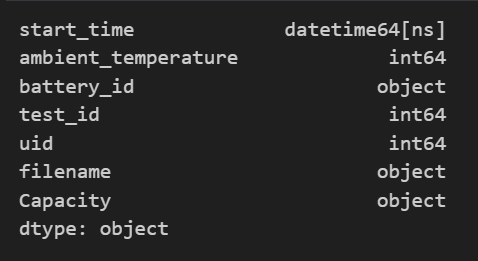 start_time datetime64[ns]
ambient_temperature int64
battery_id object
test_id int64
uid int64
filename object
Capacity object
dtype: object